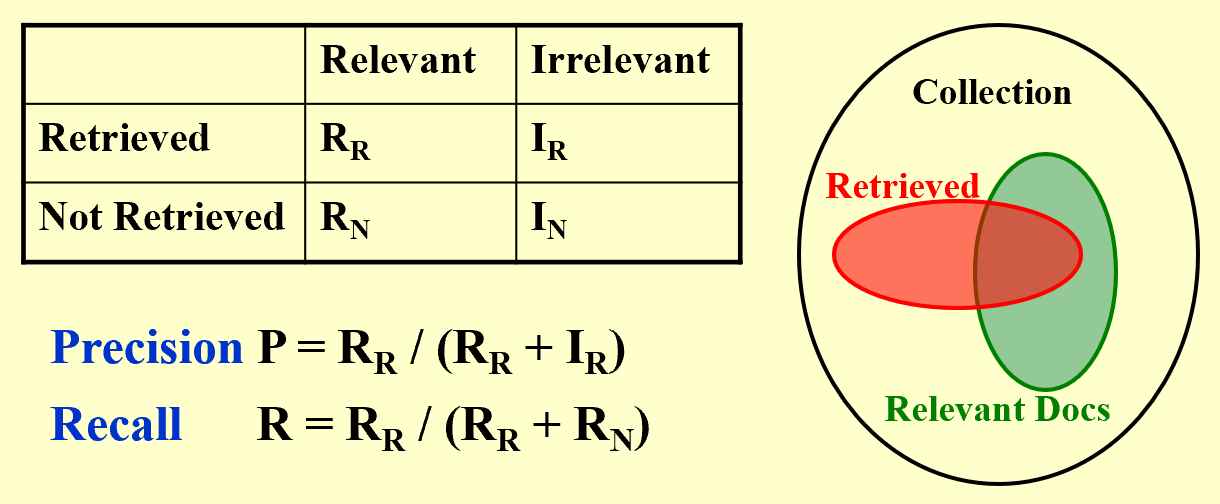 Relevant Irrelevant
Retrieved R_R I_R
Not Retrieved R_N I_N
Precision P = R_R / (R_R + I_R)
Recall R = R_R / (R_R + R_N)
Collection
Retrieved
Relevant Docs